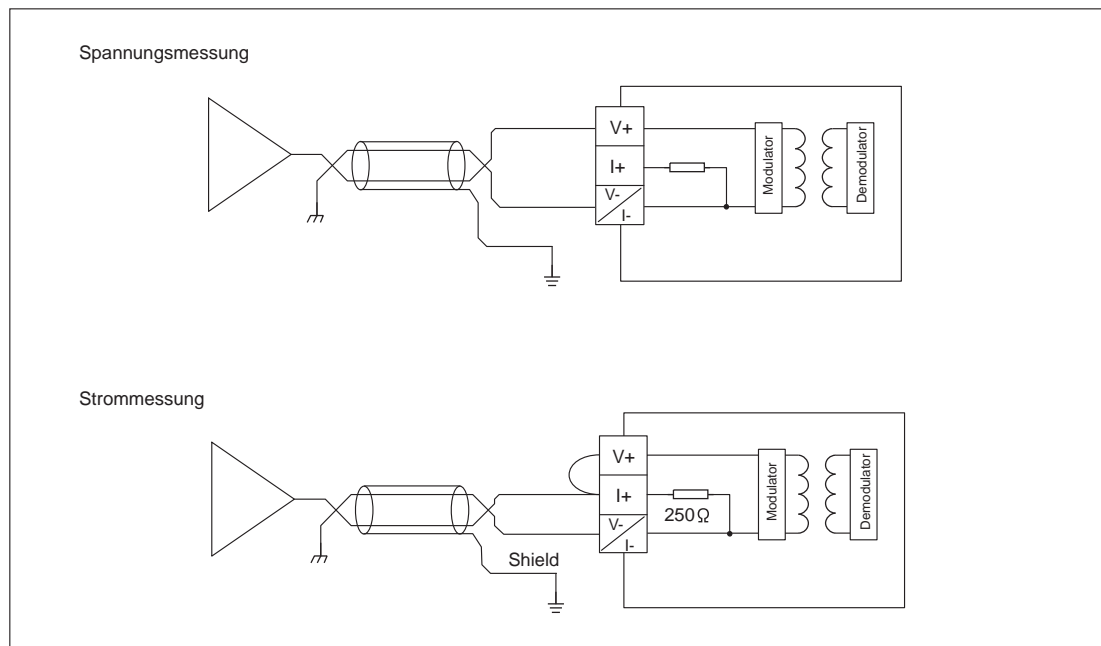 Spannungsmessung
V+
I+
V-
I-
Modulator
Demodulator
Strommessung
V+
I+
V-
I-
250Ω
Modulator
Demodulator
Shield